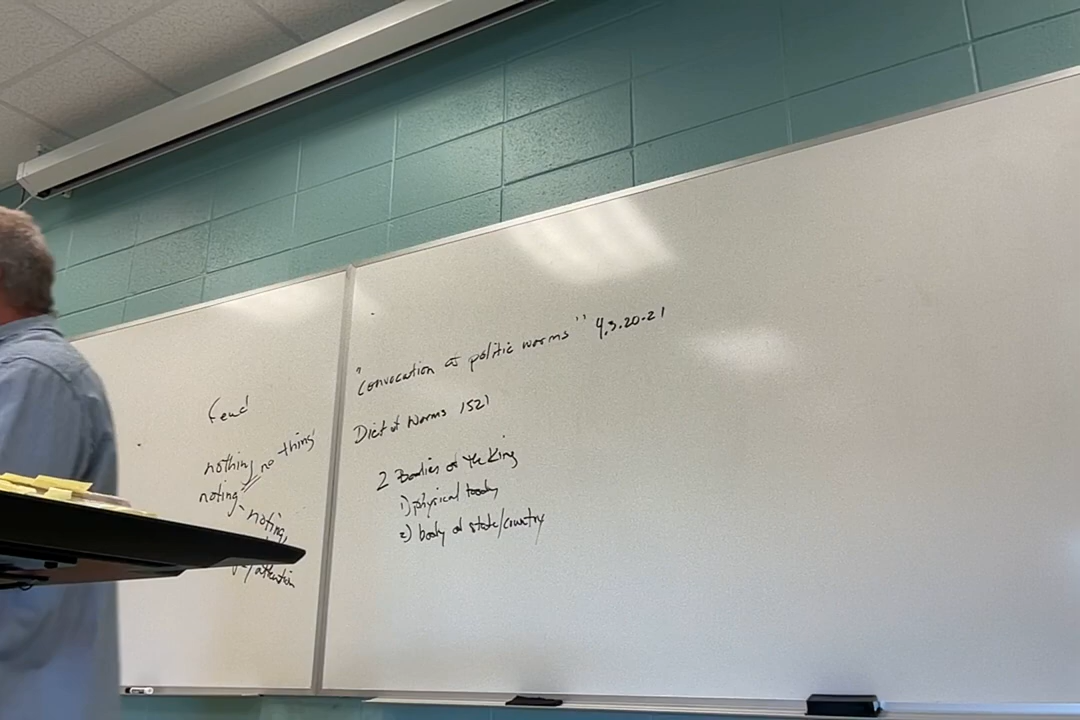 fend
nothing no thing
noting - noting,
attention
"convocation of politic worms" 4.3.20-21
Diet of Worms 1521
2 Bodies of the King
1) physical body
2) body of state/country